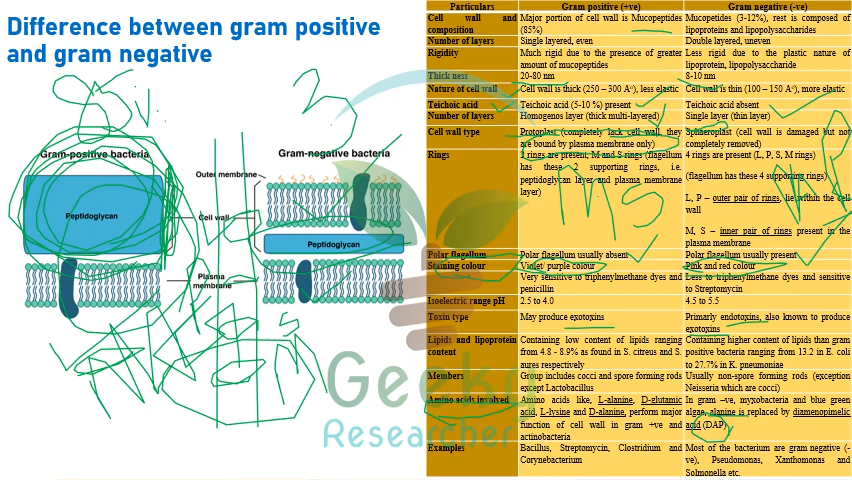 Difference between gram positive
and gram negative
Gram-positive bacteria
Gram-negative bacteria
Outer membrane
Peptidoglycan
Cell wall
Peptidoglycan
Plasma
membrane
Geeky
Researcher
Particulars Gram positive (+ve) Gram negative (-ve)
Cell wall and
composition
Major portion of cell wall is Mucopeptides
(85%)
Mucopetides (3-12%), rest is composed of
lipoproteins and lipopolysaccharides
Number of layers Single layered, even Double layered, uneven
Rigidity
Much rigid due to the presence of greater
amount of mucopeptides
Less rigid due to the plastic nature of
lipoprotein, lipopolysaccharide
Thick ness 20-80 nm 8-10 nm
Nature of cell wall Cell wall is thick (250 – 300 A°), less elastic Cell wall is thin (100 – 150 A°), more elastic
Teichoic acid Teichoic acid (5-10 %) present Teichoic acid absent
Number of layers Homogenos layer (thick multi-layered) Single layer (thin layer)
Cell wall type
Protoplast (completely lack cell wall, they
are bound by plasma membrane only)
Sphaeroplast (cell wall is damaged but not
completely removed)
Rings
rings are present, M and S rings (flagellum
has these 2 supporting rings, i.e.
peptidoglycan layer and plasma membrane
layer)
4 rings are present (L, P, S, M rings)
(flagellum has these 4 supporting rings)
L, P – outer pair of rings, lie within the cell
wall
M, S – inner pair of rings present in the
plasma membrane
Polar flagellum Polar flagellum usually absent Polar flagellum usually present
Staining colour Violet/ purple colour Pink and red colour
Very sensitive to triphenylmethane dyes and
penicillin
Less to triphenylmethane dyes and sensitive
to Streptomycin
Isoelectric range pH 2.5 to 4.0 4.5 to 5.5
Toxin type May produce exotoxins
Primarly endotoxins, also known to produce
exotoxins
Lipids and lipoprotein
content
Containing low content of lipids ranging
from 4.8 - 8.9% as found in S. citreus and S.
aures respectively
Containing higher content of lipids than gram
positive bacteria ranging from 13.2 in E. coli
to 27.7% in K. pneumoniae
Members
Group includes cocci and spore forming rods
except Lactobacillus
Usually non-spore forming rods (exception
Neisseria which are cocci)
Amino acids involved
Amino acids like, L-alanine, D-glutamic
acid, L-lysine and D-alanine, perform major
function of cell wall in gram +ve and
actinobacteria
In gram –ve, myxobacteria and blue green
algae, alanine is replaced by diamenopimelic
acid (DAP)
Examples
Bacillus, Streptomycin, Clostridium and
Corynebacterium
Most of the bacterium are gram negative (-
ve), Pseudomonas, Xanthomonas and
Solmonella etc.
M S